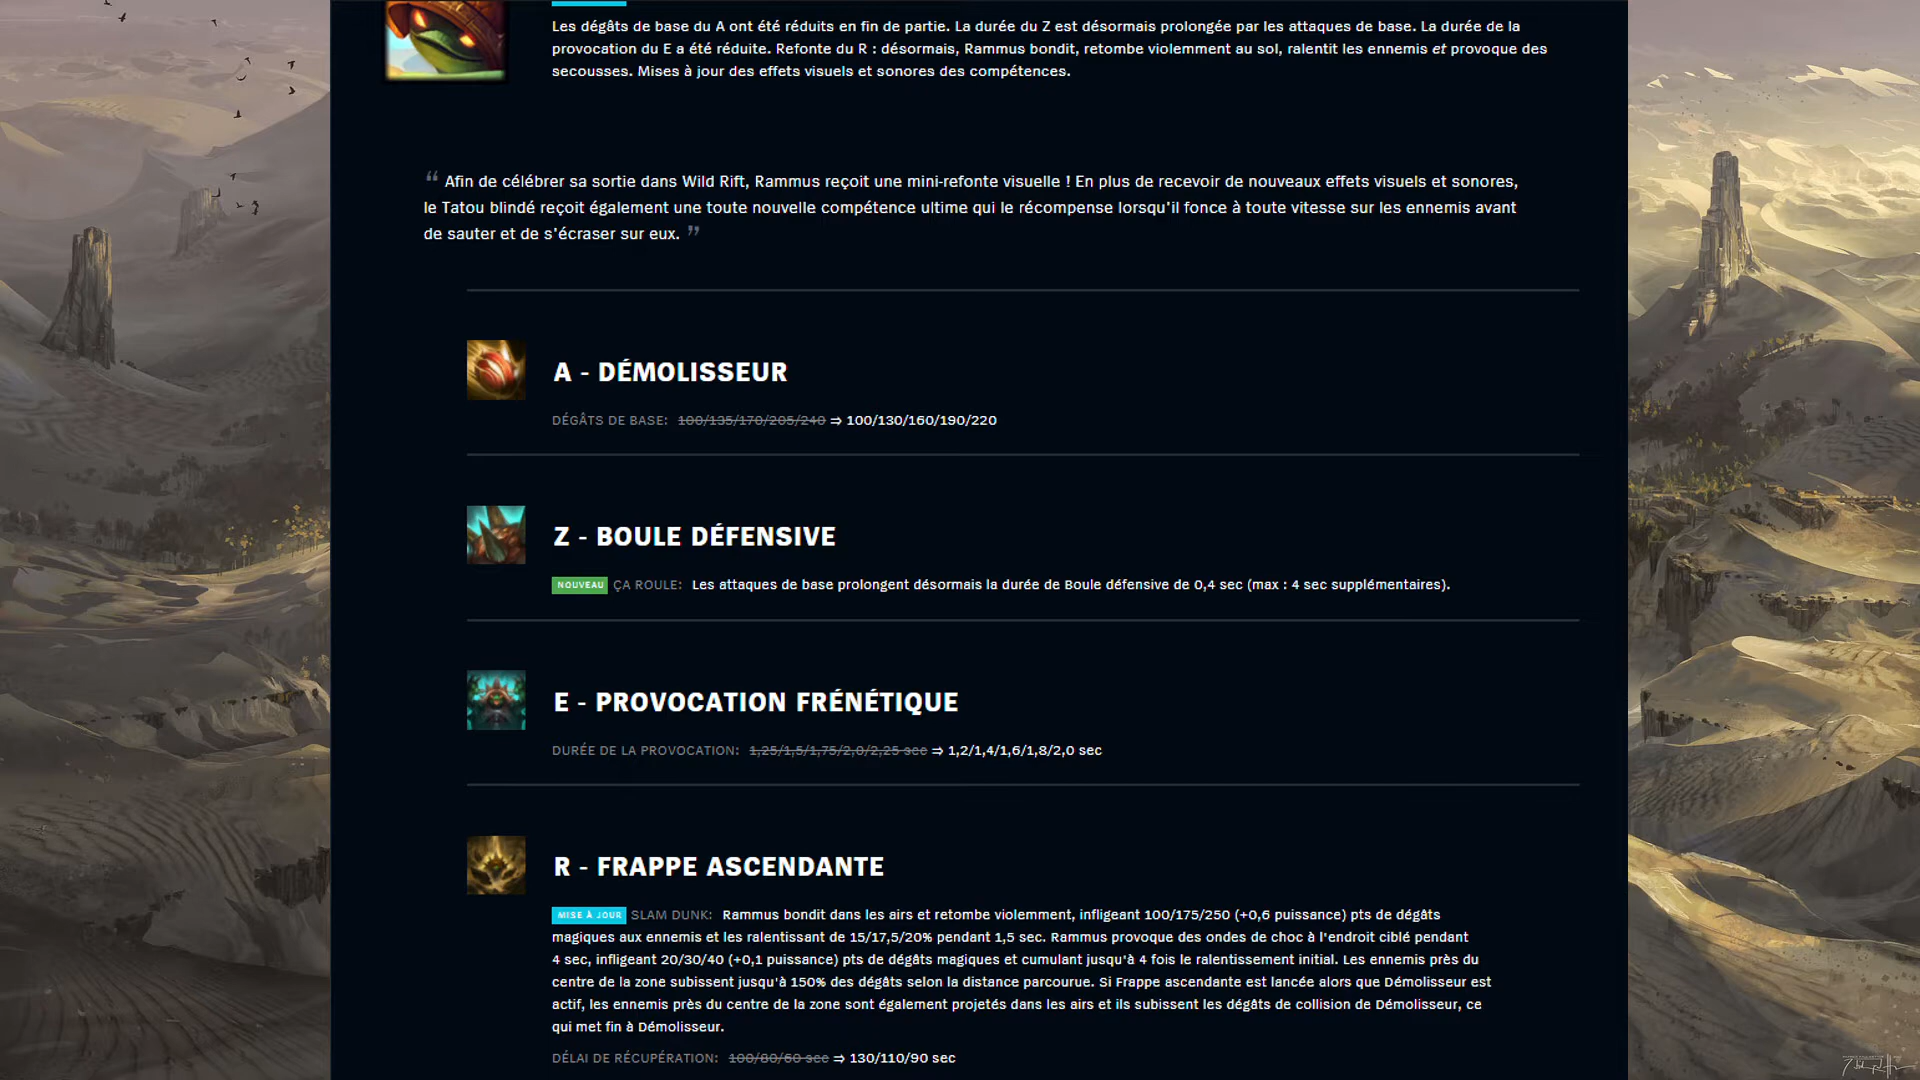 Les dégâts de base du A ont été réduits en fin de partie. La durée du Z est désormais prolongée par les attaques de base. La durée de la
provocation du E a été réduite. Refonte du R : désormais, Rammus bondit, retombe violemment au sol, ralentit les ennemis et provoque des
secousses. Mises à jour des effets visuels et sonores des compétences.
“ Afin de célébrer sa sortie dans Wild Rift, Rammus reçoit une mini-refonte visuelle ! En plus de recevoir de nouveaux effets visuels et sonores,
le Tatou blindé reçoit également une toute nouvelle compétence ultime qui le récompense lorsqu'il fonce à toute vitesse sur les ennemis avant
de sauter et de s'écraser sur eux. ”
A - DÉMOLISSEUR
DÉGÂTS DE BASE: 100/135/170/205/240 ⇒ 100/130/160/190/220
Z - BOULE DÉFENSIVE
NOUVEAU ÇA ROULE: Les attaques de base prolongent désormais la durée de Boule défensive de 0,4 sec (max : 4 sec supplémentaires).
E - PROVOCATION FRÉNÉTIQUE
DURÉE DE LA PROVOCATION: 1,25/1,5/1,75/2,0/2,25 sec ⇒ 1,2/1,4/1,6/1,8/2,0 sec
R - FRAPPE ASCENDANTE
MISE À JOUR SLAM DUNK: Rammus bondit dans les airs et retombe violemment, infligeant 100/175/250 (+0,6 puissance) pts de dégâts
magiques aux ennemis et les ralentissant de 15/17,5/20% pendant 1,5 sec. Rammus provoque des ondes de choc à l'endroit ciblé pendant
4 sec, infligeant 20/30/40 (+0,1 puissance) pts de dégâts magiques et cumulant jusqu'à 4 fois le ralentissement initial. Les ennemis près du
centre de la zone subissent jusqu'à 150% des dégâts selon la distance parcourue. Si Frappe ascendante est lancée alors que Démolisseur est
actif, les ennemis près du centre de la zone sont également projetés dans les airs et ils subissent les dégâts de collision de Démolisseur, ce
qui met fin à Démolisseur.
DÉLAI DE RÉCUPÉRATION: 100/80/60 sec ⇒ 130/110/90 sec